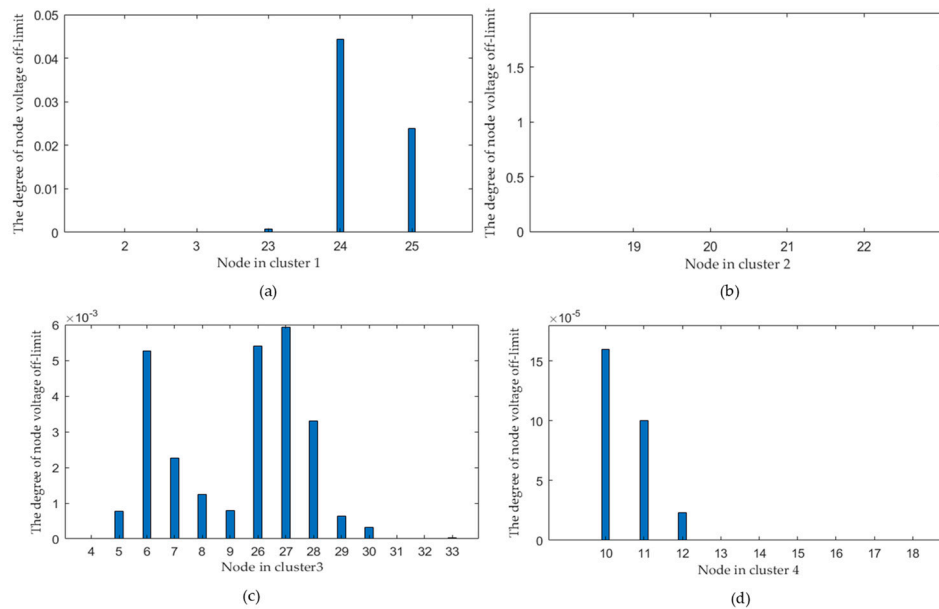 The degree of node voltage off-limit
0.05
0.04
0.03
0.02
0.01
0
2 3 23 24 25
Node in cluster 1
(a)
The degree of node voltage off-limit
1.5
1
0.5
0
19 20 21 22
Node in cluster 2
(b)
The degree of node voltage off-limit
×10^-3
6
5
4
3
2
1
0
4 5 6 7 8 9 26 27 28 29 30 31 32 33
Node in cluster3
(c)
The degree of node voltage off-limit
×10^-5
15
10
5
0
10 11 12 13 14 15 16 17 18
Node in cluster 4
(d)